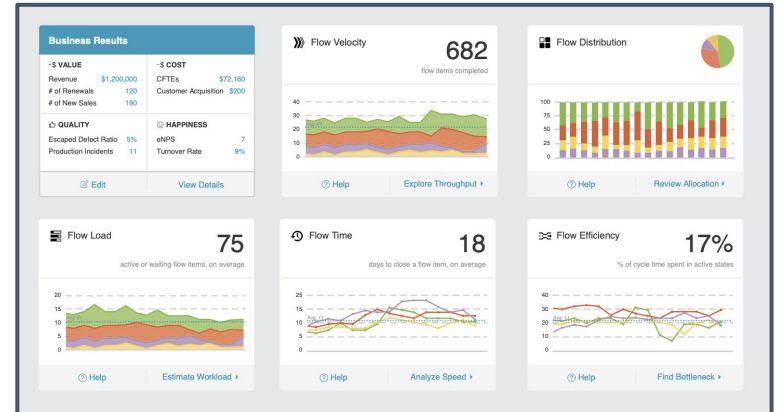 Business Results
-$ VALUE
Revenue $1,200,000
# of Renewals 120
# of New Sales 190
-$ COST
CFTEs $72,160
Customer Acquisition $200
QUALITY
Escaped Defect Ratio 5%
Production Incidents 11
HAPPINESS
eNPS 7
Turnover Rate 9%
Edit View Details
Flow Velocity
682
flow items completed
40
30
20
10
0
Help Explore Throughput
Flow Distribution
100
75
50
25
0
Help Review Allocation
Flow Load
75
active or waiting flow items, on average
20
15
10
5
0
Help Estimate Workload
Flow Time
18
days to close a flow item, on average
25
15
10
5
0
Help Analyze Speed
Flow Efficiency
17%
% of cycle time spent in active states
40
30
20
10
0
Help Find Bottleneck